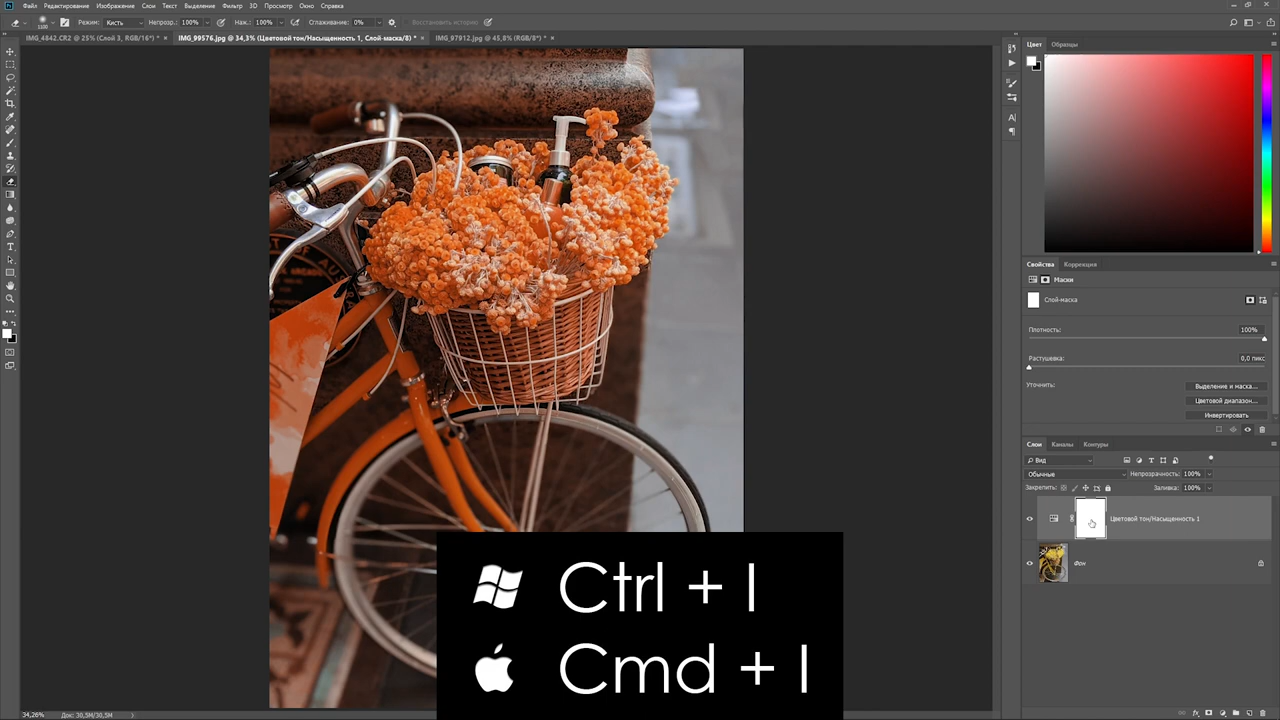 Файл Редактирование Изображение Слои Текст Выделение Фильтр 3D Просмотр Окно Справка
1100 Режим: Кисть Непрозр.: 100% Наж.: 100% Сглаживание: 0% Восстановить историю
IMG_4842.CR2 @ 25% (Слой 3, RGB/16*) * × IMG_99576.jpg @ 34,3% (Цветовой тон/Насыщенность 1, Слой-маска/8) * × IMG_97912.jpg @ 45,8% (RGB/8*) * ×
Цвет Образцы
Свойства Коррекция
Маски
Слой-маска
Плотность: 100%
Растушевка: 0,0 пикс
Уточнить: Выделение и маска...
Цветовой диапазон...
Инвертировать
Слои Каналы Контуры
Вид
Обычные Непрозрачность: 100%
Закрепить: Заливка: 100%
Цветовой тон/Насыщенность 1
Фон
Ctrl + I
Cmd + I
34,26% Док: 30,5M/30,5M